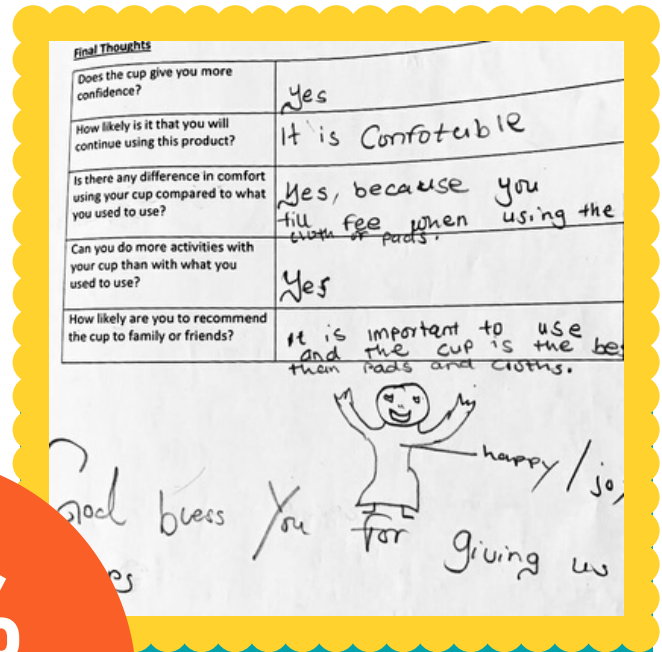 Final Thoughts
Does the cup give you more
confidence?
Yes
How likely is it that you will
continue using this product?
It is Confotable
Is there any difference in comfort
using your cup compared to what
you used to use?
Yes, because you
till fee when using the
cloth or pads.
Can you do more activities with
your cup than with what you
used to use?
Yes
How likely are you to recommend
the cup to family or friends?
it is important to use
and the cup is the bes
than Pads and cloths.
happy / jo
God bless You for giving us
%